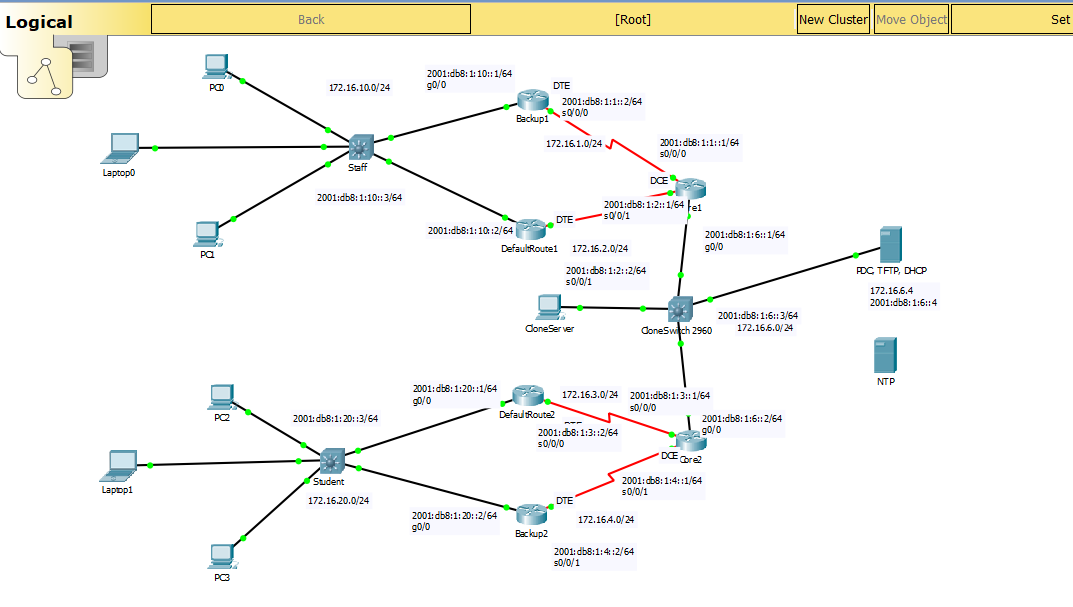 Logical
Back
[Root]
New Cluster
Move Object
Set
PC0
172.16.10.0/24
2001:db8:1:10::1/64
g0/0
DTE
2001:db8:1:1::2/64
s0/0/0
Backup1
172.16.1.0/24
2001:db8:1:1::1/64
s0/0/0
Laptop0
Staff
DCE
2001:db8:1:10::3/64
2001:db8:1:2::1/64
s0/0/1
re1
PC1
2001:db8:1:10::2/64
DTE
DefaultRoute1
172.16.2.0/24
2001:db8:1:6::1/64
g0/0
2001:db8:1:2::2/64
s0/0/1
PDC, TFTP, DHCP
172.16.6.4
2001:db8:1:6::4
CloneServer
CloneSwitch 2960
2001:db8:1:6::3/64
172.16.6.0/24
NTP
PC2
2001:db8:1:20::1/64
g0/0
172.16.3.0/24
2001:db8:1:3::1/64
s0/0/0
2001:db8:1:20::3/64
DefaultRoute2
2001:db8:1:6::2/64
g0/0
2001:db8:1:3::2/64
s0/0/0
DCE
Core2
Laptop1
Student
2001:db8:1:4::1/64
s0/0/1
172.16.20.0/24
DTE
2001:db8:1:20::2/64
g0/0
172.16.4.0/24
Backup2
2001:db8:1:4::2/64
s0/0/1
PC3